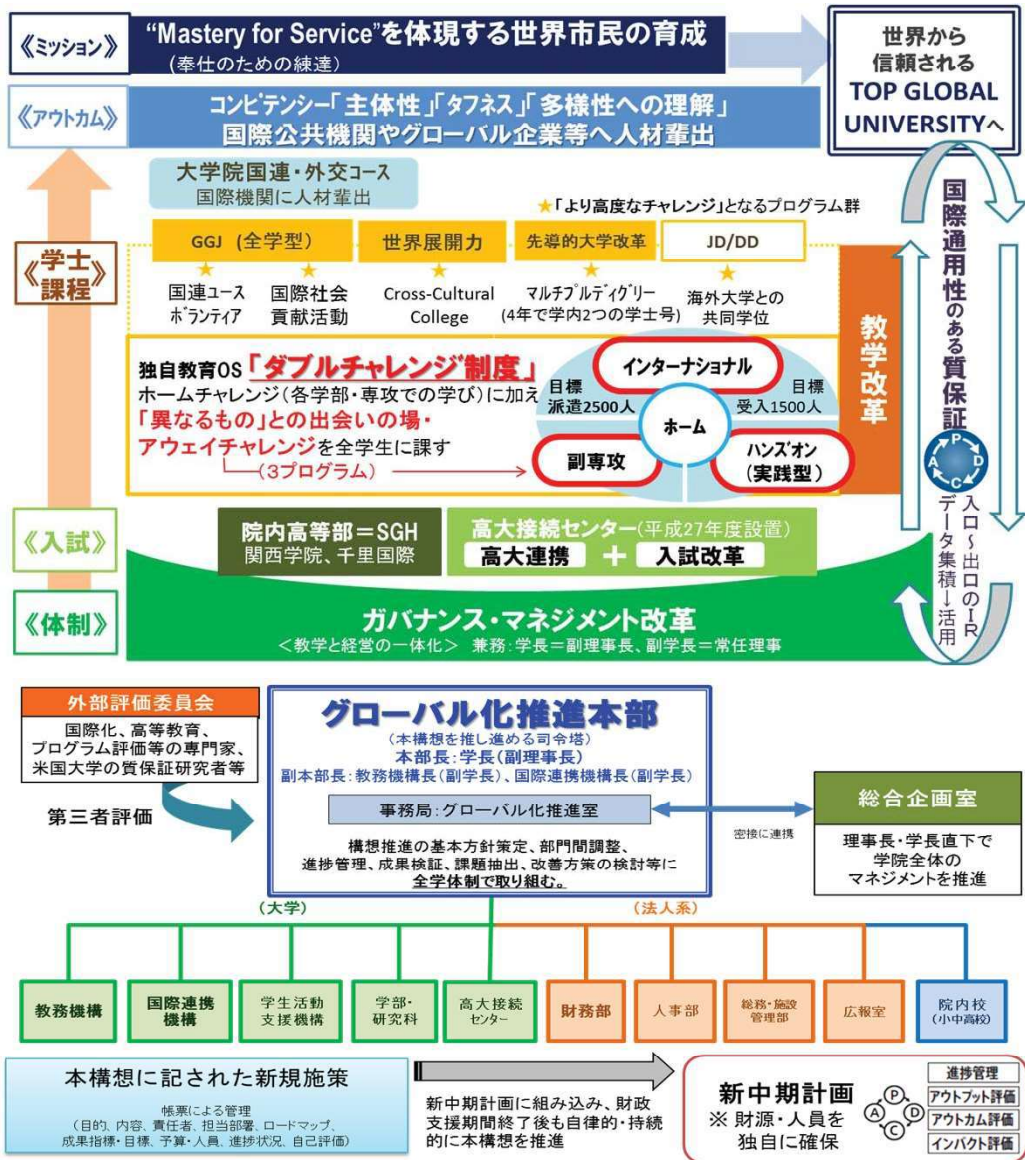 《ミッション》
“Mastery for Service”を体現する世界市民の育成
(奉仕のための練達)
世界から
信頼される
TOP GLOBAL
UNIVERSITYへ
《アウトカム》
コンピテンシー「主体性」「タフネス」「多様性への理解」
国際公共機関やグローバル企業等へ人材輩出
大学院国連・外交コース
国際機関に人材輩出
★「より高度なチャレンジ」となるプログラム群
《学士課程》
GGJ (全学型)
世界展開力
先導的大学改革
JD/DD
★
★
★
★
★
国連ユース
ボランティア
国際社会
貢献活動
Cross-Cultural
College
マルチプルディグリー
(4年で学内2つの学士号)
海外大学との
共同学位
独自教育OS「ダブルチャレンジ制度」
ホームチャレンジ(各学部・専攻での学び)に加え
「異なるもの」との出会いの場・
アウェイチャレンジを全学生に課す
(3プログラム)
インターナショナル
目標
派遣2500人
目標
受入1500人
ホーム
副専攻
ハンズオン
(実践型)
教学改革
国際通用性のある質保証
P
D
C
A
入口～出口のIR
データ集積→活用
《入試》
院内高等部=SGH
関西学院、千里国際
高大接続センター(平成27年度設置)
高大連携 + 入試改革
《体制》
ガバナンス・マネジメント改革
<教学と経営の一体化> 兼務:学長=副理事長、副学長=常任理事
外部評価委員会
国際化、高等教育、
プログラム評価等の専門家、
米国大学の質保証研究者等
第三者評価
グローバル化推進本部
(本構想を推し進める司令塔)
本部長:学長(副理事長)
副本部長:教務機構長(副学長)、国際連携機構長(副学長)
事務局:グローバル化推進室
構想推進の基本方針策定、部門間調整、
進捗管理、成果検証、課題抽出、改善方策の検討等に
全学体制で取り組む。
密接に連携
総合企画室
理事長・学長直下で
学院全体の
マネジメントを推進
(大学)
(法人系)
教務機構
国際連携
機構
学生活動
支援機構
学部・
研究科
高大接続
センター
財務部
人事部
総務・施設
管理部
広報室
院内校
(小中高校)
本構想に記された新規施策
帳票による管理
(目的、内容、責任者、担当部署、ロードマップ、
成果指標・目標、予算・人員、進捗状況、自己評価)
新中期計画に組み込み、財政
支援期間終了後も自律的・持続
的に本構想を推進
新中期計画
※ 財源・人員を
独自に確保
P
A
D
C
進捗管理
アウトプット評価
アウトカム評価
インパクト評価